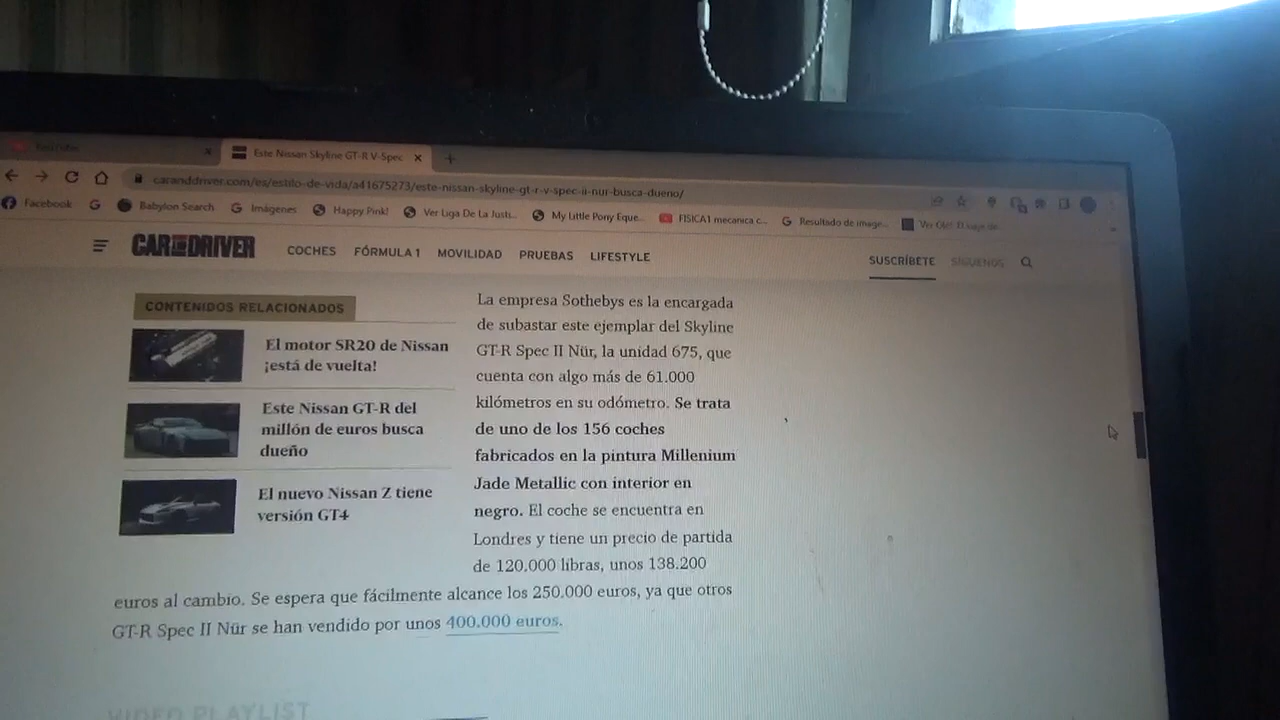 Este Nissan Skyline GT-R V-Spec
caranddriver.com/es/estilo-de-vida/a41675273/este-nissan-skyline-gt-r-v-spec-ii-nur-busca-dueno/
Facebook
Babylon Search
Imágenes
Happy Pink!
Ver Liga De La Justi...
My Little Pony Eque...
FISICA1 mecanica c...
Resultado de image...
CAR AND DRIVER
COCHES
FÓRMULA 1
MOVILIDAD
PRUEBAS
LIFESTYLE
SUSCRÍBETE
SÍGUENOS
CONTENIDOS RELACIONADOS
El motor SR20 de Nissan
¡está de vuelta!
Este Nissan GT-R del
millón de euros busca
dueño
El nuevo Nissan Z tiene
versión GT4
La empresa Sothebys es la encargada
de subastar este ejemplar del Skyline
GT-R Spec II Nür, la unidad 675, que
cuenta con algo más de 61.000
kilómetros en su odómetro. Se trata
de uno de los 156 coches
fabricados en la pintura Millenium
Jade Metallic con interior en
negro. El coche se encuentra en
Londres y tiene un precio de partida
de 120.000 libras, unos 138.200
euros al cambio. Se espera que fácilmente alcance los 250.000 euros, ya que otros
GT-R Spec II Nür se han vendido por unos 400.000 euros.
VIDEO PLAYLIST